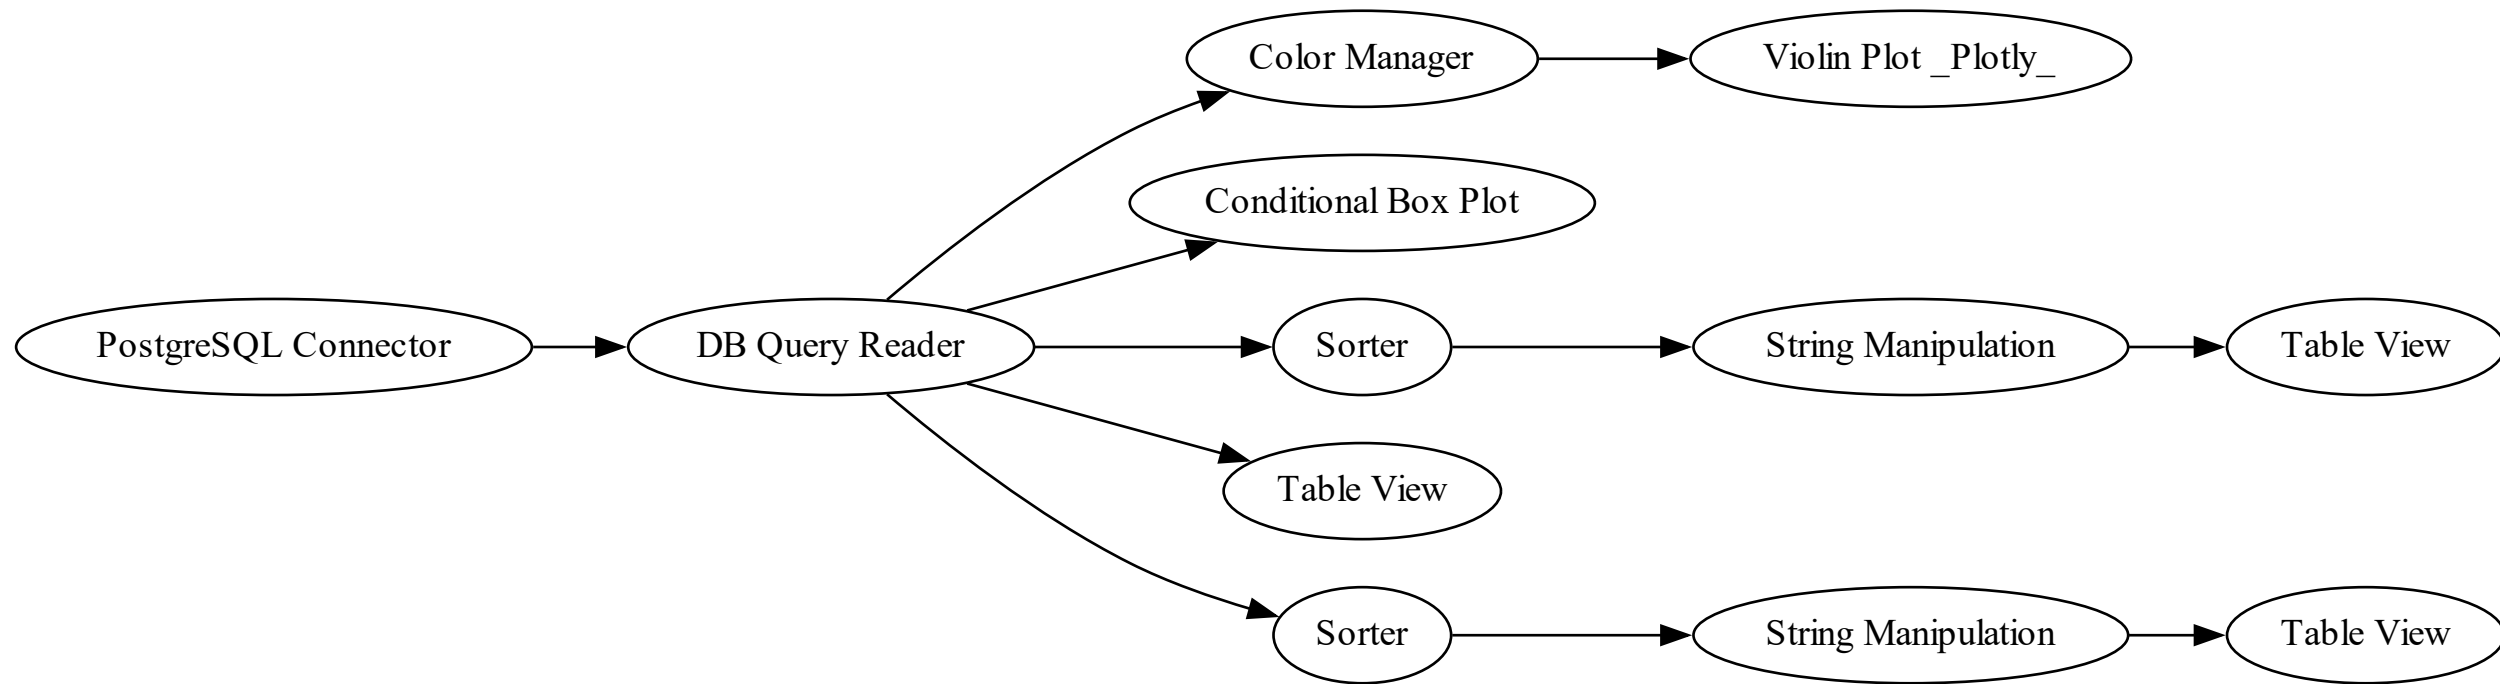 Color Manager
Violin Plot _Plotly_
Conditional Box Plot
PostgreSQL Connector
DB Query Reader
Sorter
String Manipulation
Table View
Table View
Sorter
String Manipulation
Table View